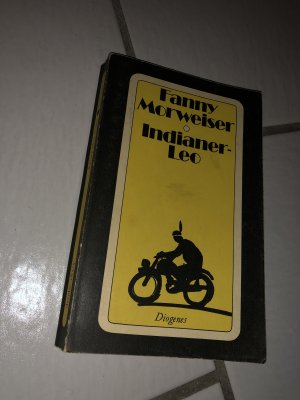 Fanny
Morweiser
Indianer-
Leo
Diogenes